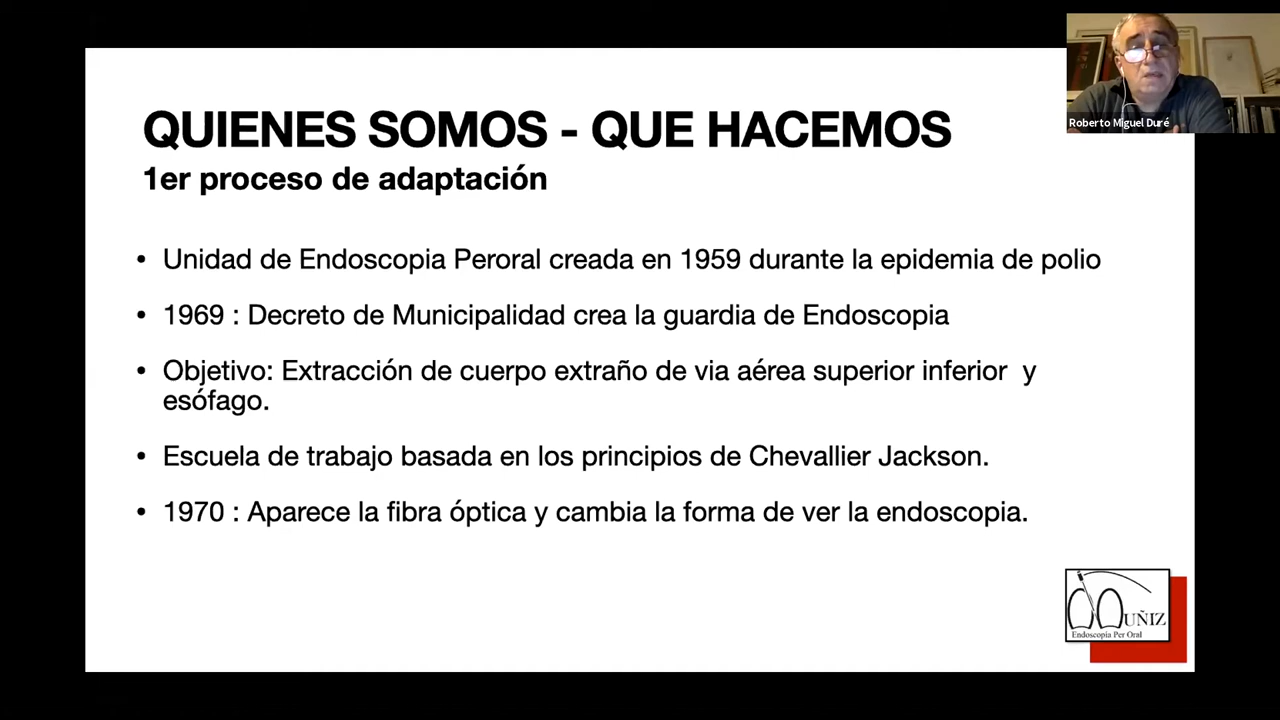 Roberto Miguel Duré
QUIENES SOMOS - QUE HACEMOS
1er proceso de adaptación
• Unidad de Endoscopia Peroral creada en 1959 durante la epidemia de polio
• 1969 : Decreto de Municipalidad crea la guardia de Endoscopia
• Objetivo: Extracción de cuerpo extraño de via aérea superior inferior y
esófago.
• Escuela de trabajo basada en los principios de Chevallier Jackson.
• 1970 : Aparece la fibra óptica y cambia la forma de ver la endoscopia.
MUÑIZ
Endoscopía Per Oral